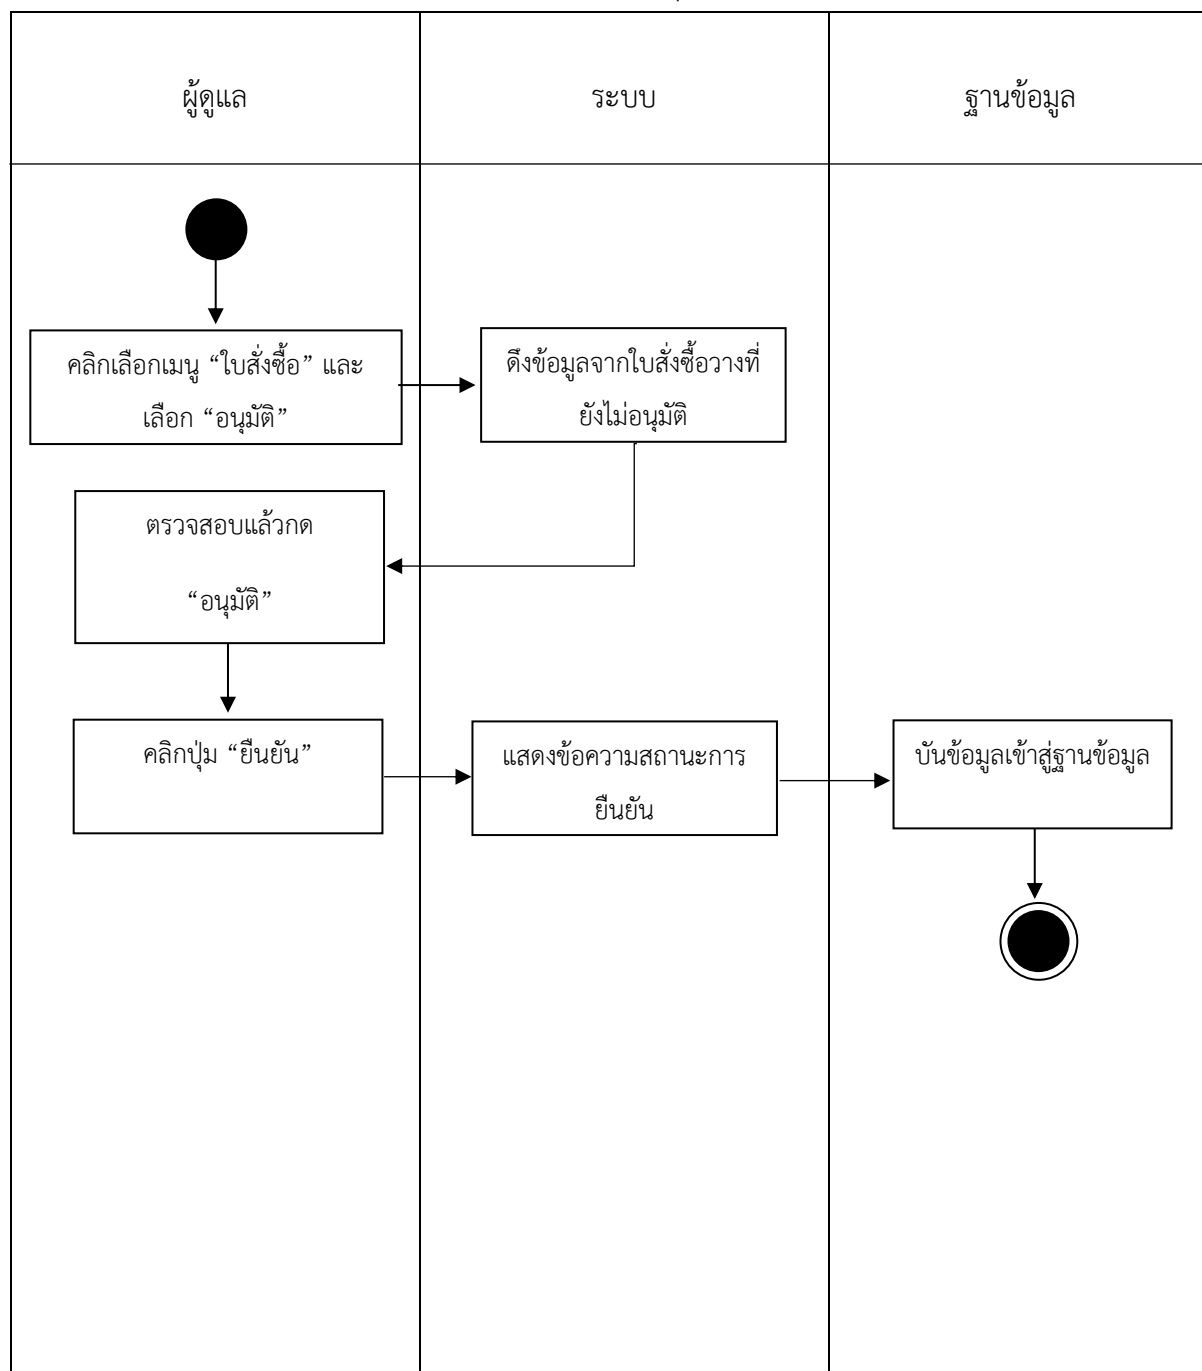 ผู้ดูแล
ระบบ
ฐานข้อมูล
คลิกเลือกเมนู “ใบสั่งซื้อ” และ
เลือก “อนุมัติ”
ดึงข้อมูลจากใบสั่งซื้อวางที่
ยังไม่อนุมัติ
ตรวจสอบแล้วกด
“อนุมัติ”
คลิกปุ่ม “ยืนยัน”
แสดงข้อความสถานะการ
ยืนยัน
บันข้อมูลเข้าสู่ฐานข้อมูล